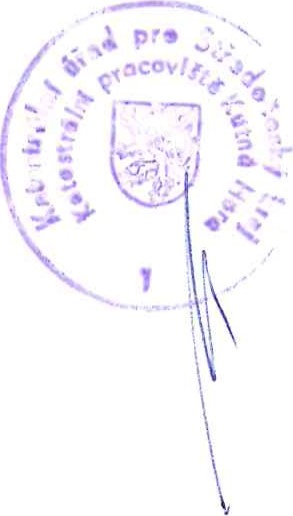 Katastrální úřad pro Středočeský kraj
Katastrální pracoviště Kutná Hora
1